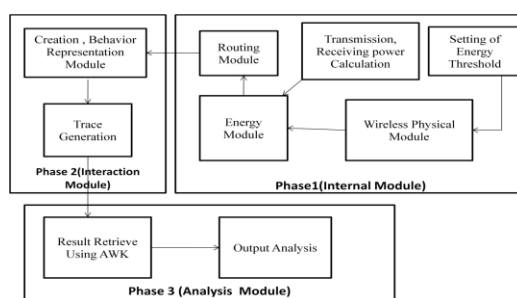 Creation , Behavior
Representation
Module
Routing
Module
Transmission,
Receiving power
Calculation
Setting of
Energy
Threshold
Trace
Generation
Energy
Module
Wireless Physical
Module
Phase 2(Interaction
Module)
Phase1(Internal Module)
Result Retrieve
Using AWK
Output Analysis
Phase 3 (Analysis Module)